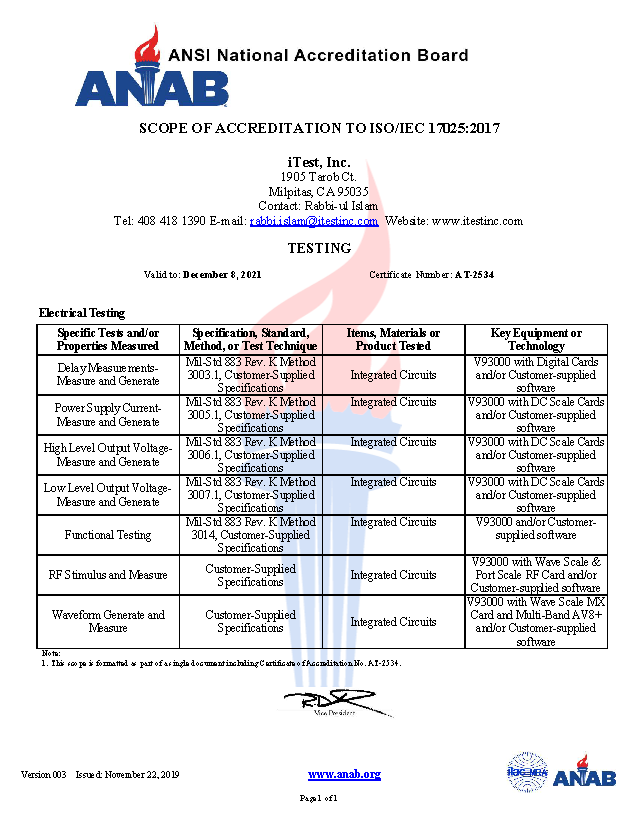 ANAB
ANSI National Accreditation Board
SCOPE OF ACCREDITATION TO ISO/IEC 17025:2017
iTest, Inc.
1905 Tarob Ct.
Milpitas, CA 95035
Contact: Rabbi-ul Islam
Tel: 408 418 1390 E-mail: rabbi.islam@itestinc.com Website: www.itestinc.com
TESTING
Valid to: December 8, 2021 Certificate Number: AT-2534
Electrical Testing
Specific Tests and/or Properties Measured
Specification, Standard, Method, or Test Technique
Items, Materials or Product Tested
Key Equipment or Technology
Delay Measurements-
Measure and Generate
Mil-Std 883 Rev. K Method
3003.1, Customer-Supplied
Specifications
Integrated Circuits
V93000 with Digital Cards
and/or Customer-supplied
software
Power Supply Current-
Measure and Generate
Mil-Std 883 Rev. K Method
3005.1, Customer-Supplied
Specifications
Integrated Circuits
V93000 with DC Scale Cards
and/or Customer-supplied
software
High Level Output Voltage-
Measure and Generate
Mil-Std 883 Rev. K Method
3006.1, Customer-Supplied
Specifications
Integrated Circuits
V93000 with DC Scale Cards
and/or Customer-supplied
software
Low Level Output Voltage-
Measure and Generate
Mil-Std 883 Rev. K Method
3007.1, Customer-Supplied
Specifications
Integrated Circuits
V93000 with DC Scale Cards
and/or Customer-supplied
software
Functional Testing
Mil-Std 883 Rev. K Method
3014, Customer-Supplied
Specifications
Integrated Circuits
V93000 and/or Customer-
supplied software
RF Stimulus and Measure
Customer-Supplied
Specifications
Integrated Circuits
V93000 with Wave Scale &
Port Scale RF Card and/or
Customer-supplied software
Waveform Generate and
Measure
Customer-Supplied
Specifications
Integrated Circuits
V93000 with Wave Scale MX
Card and Multi-Band AV8+
and/or Customer-supplied
software
Note:
1. This scope is formatted as part of a single document including Certificate of Accreditation No. AT-2534.
Vice President
Version 003 Issued: November 22, 2019
www.anab.org
ilac-MRA
ANAB
Page 1 of 1